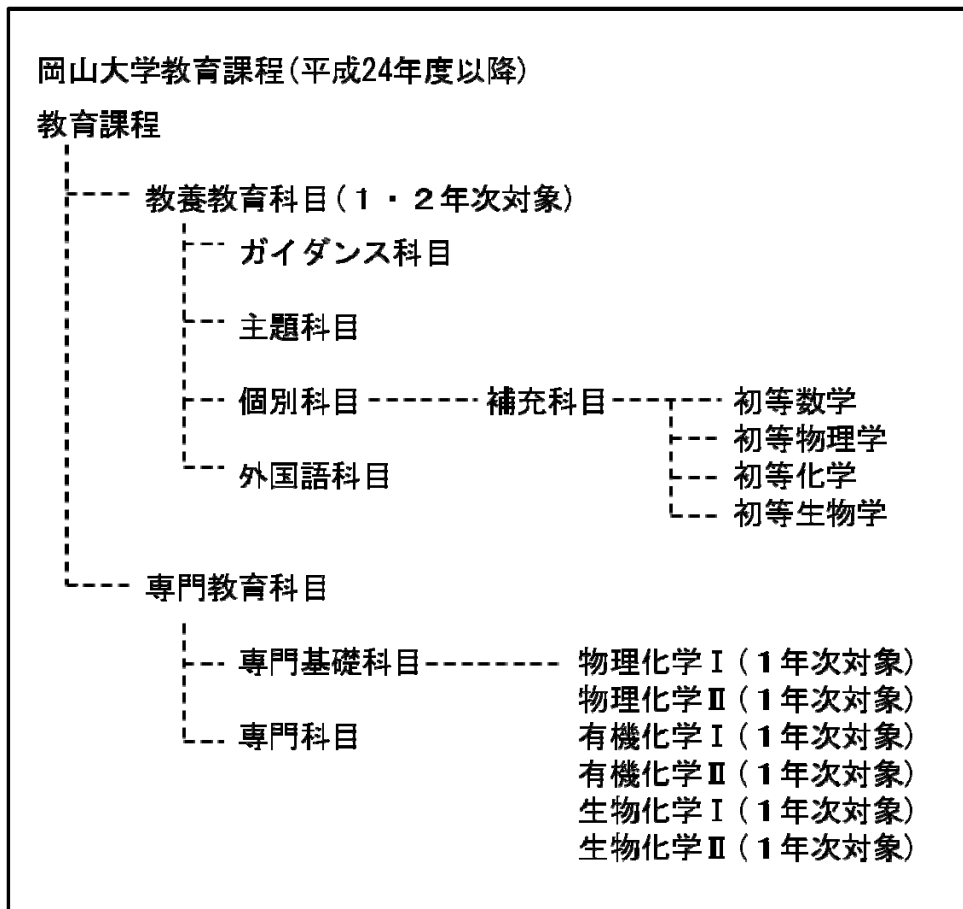 岡山大学教育課程(平成24年度以降)
教育課程
教養教育科目(1・2年次対象)
ガイダンス科目
主題科目
個別科目 補充科目 初等数学
初等物理学
外国語科目 初等化学
初等生物学
専門教育科目
専門基礎科目 物理化学Ⅰ(1年次対象)
物理化学Ⅱ(1年次対象)
専門科目 有機化学Ⅰ(1年次対象)
有機化学Ⅱ(1年次対象)
生物化学Ⅰ(1年次対象)
生物化学Ⅱ(1年次対象)